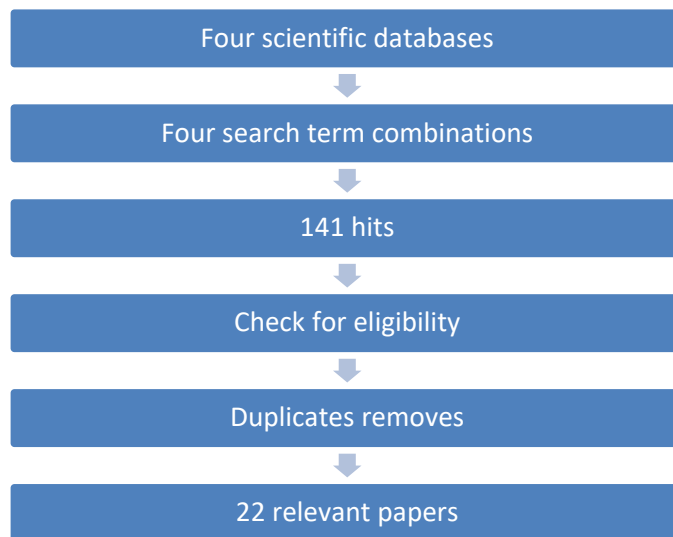 Four scientific databases
Four search term combinations
141 hits
Check for eligibility
Duplicates removes
22 relevant papers